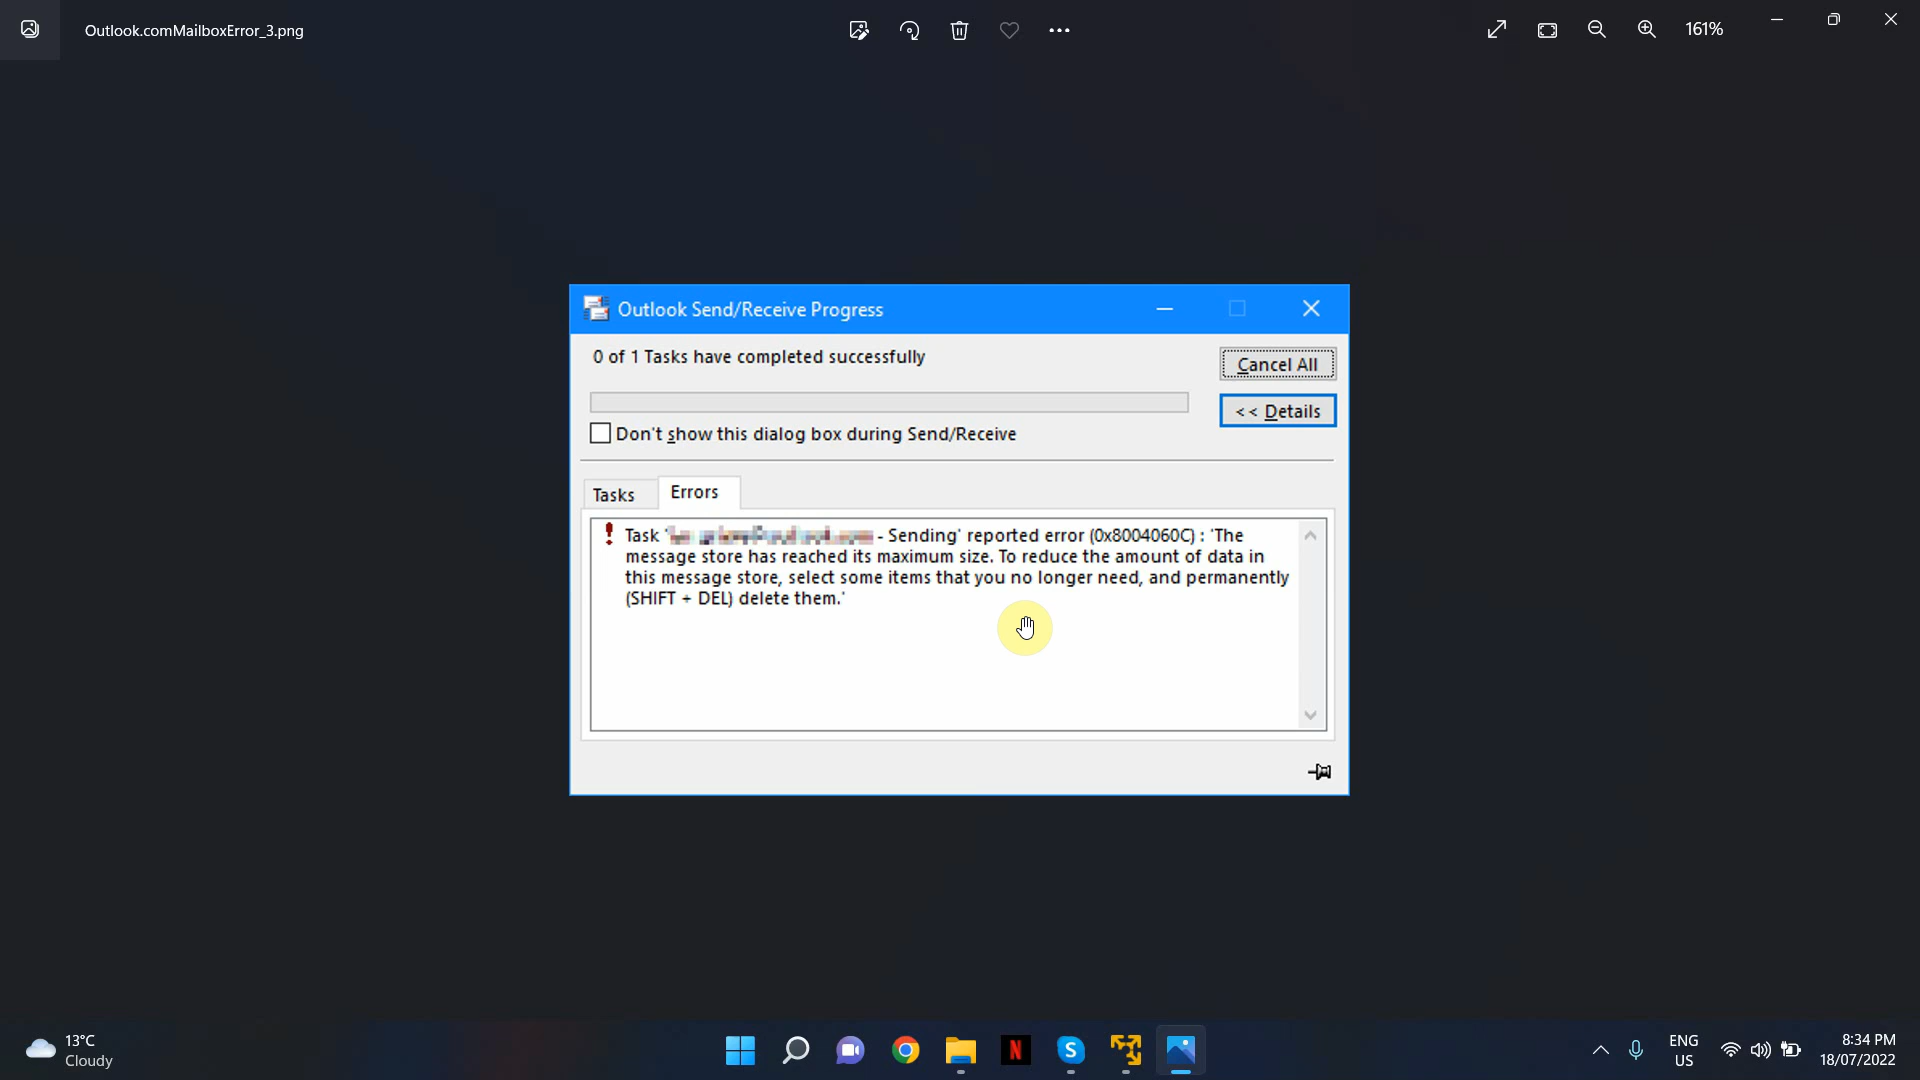 Outlook.comMailboxError_3.png
161%
Outlook Send/Receive Progress
0 of 1 Tasks have completed successfully
Cancel All
<< Details
Don't show this dialog box during Send/Receive
Tasks
Errors
Task '
- Sending' reported error (0x8004060C) : 'The
message store has reached its maximum size. To reduce the amount of data in
this message store, select some items that you no longer need, and permanently
(SHIFT + DEL) delete them.'
13°C
Cloudy
N
S
ENG
US
8:34 PM
18/07/2022